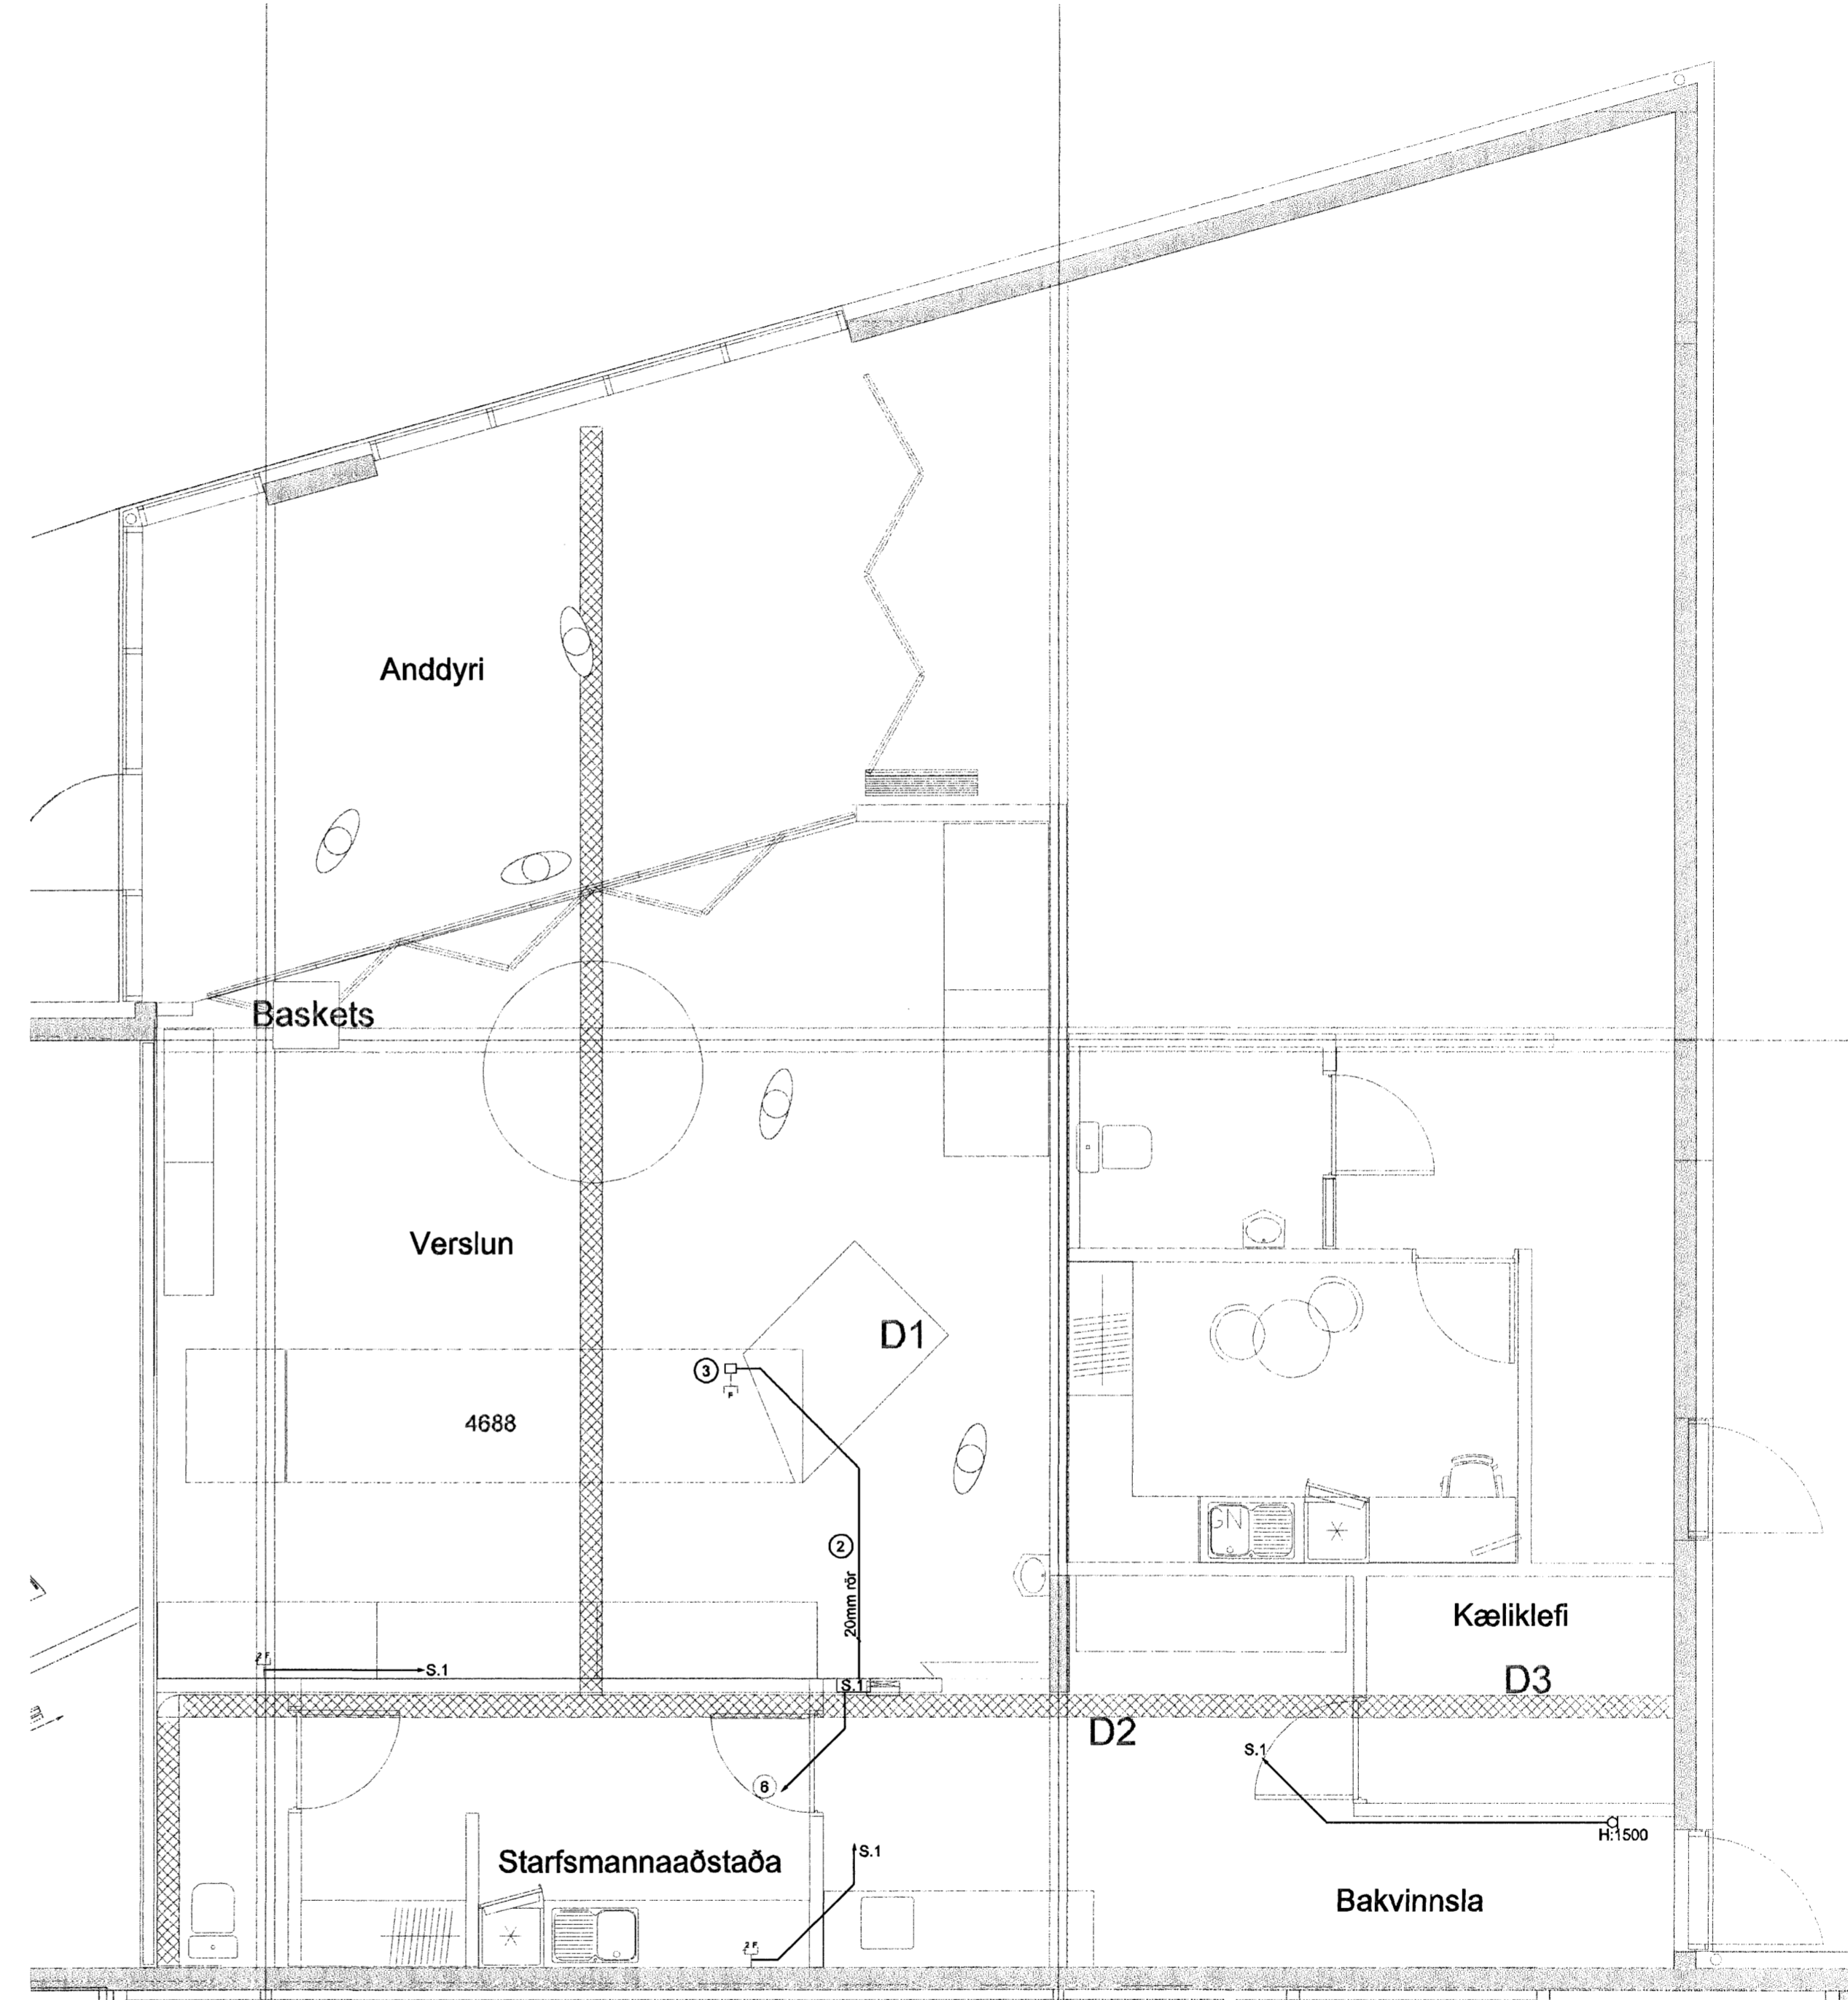 Anddyri
Baskets
Verslun
D1
3
F
4688
2
20mm rör
GN
Kæliklefi
2 F
S.1
S.1
D3
D2
S.1
6
H:1500
S.1
Starfsmannaaðstaða
Bakvinnsla
2 F